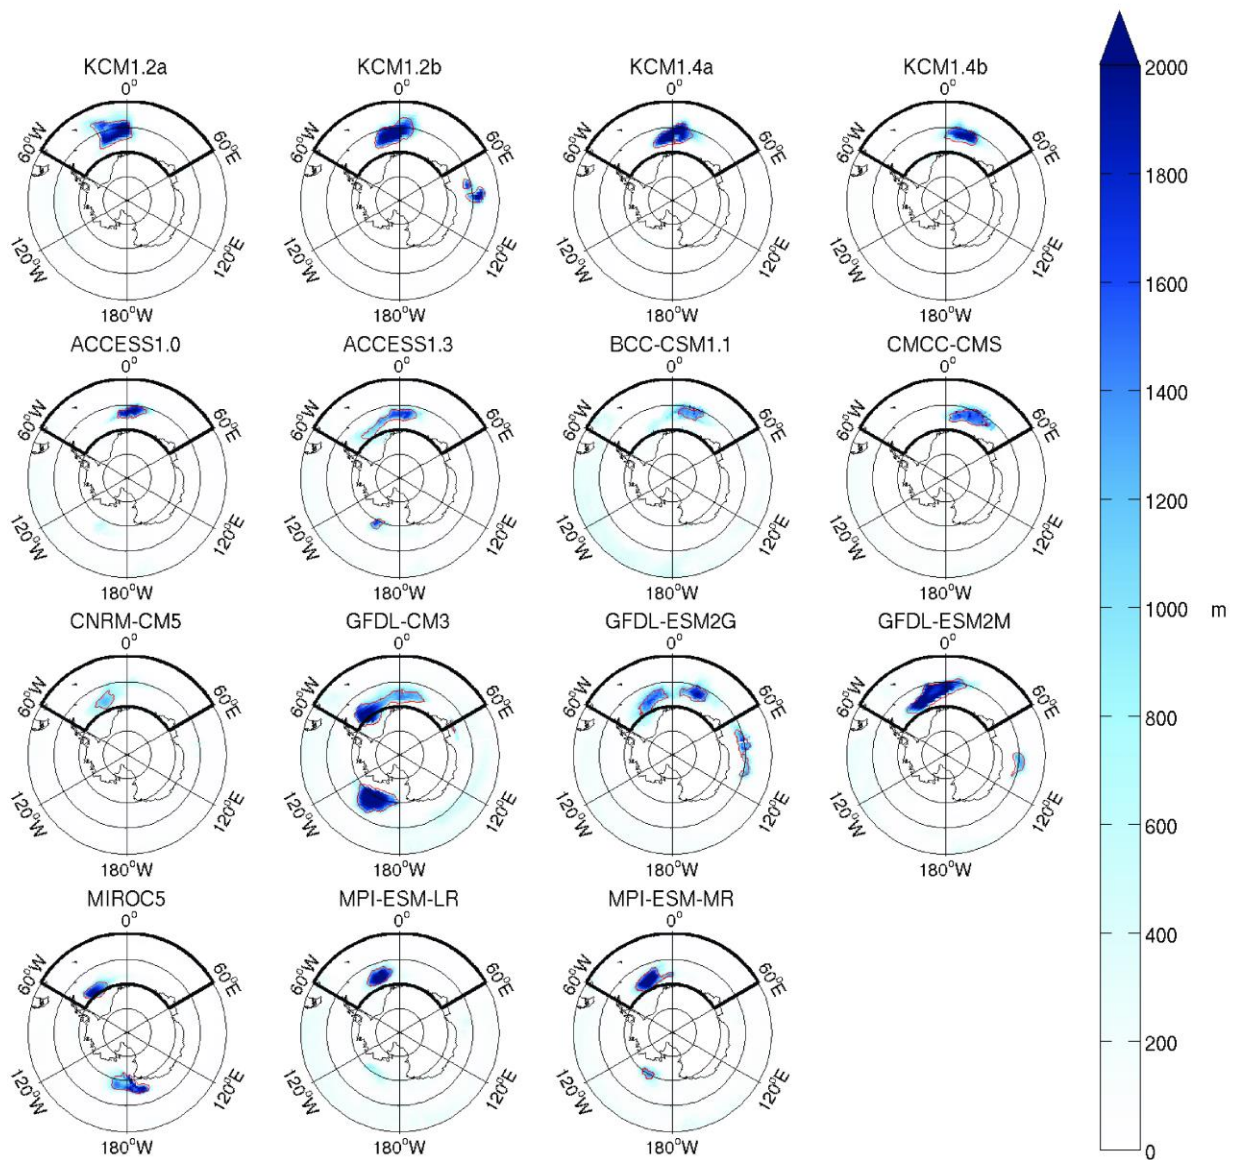 KCM1.2a KCM1.2b KCM1.4a KCM1.4b
0° 0° 0° 0°
60°W 60°E 60°W 60°E 60°W 60°E 60°W 60°E
120°W 120°E 120°W 120°E 120°W 120°E 120°W 120°E
180°W 180°W 180°W 180°W
ACCESS1.0 ACCESS1.3 BCC-CSM1.1 CMCC-CMS
0° 0° 0° 0°
60°W 60°E 60°W 60°E 60°W 60°E 60°W 60°E
120°W 120°E 120°W 120°E 120°W 120°E 120°W 120°E
180°W 180°W 180°W 180°W
CNRM-CM5 GFDL-CM3 GFDL-ESM2G GFDL-ESM2M
0° 0° 0° 0°
60°W 60°E 60°W 60°E 60°W 60°E 60°W 60°E
120°W 120°E 120°W 120°E 120°W 120°E 120°W 120°E
180°W 180°W 180°W 180°W
MIROC5 MPI-ESM-LR MPI-ESM-MR
0° 0° 0°
60°W 60°E 60°W 60°E 60°W 60°E
120°W 120°E 120°W 120°E 120°W 120°E
180°W 180°W 180°W
2000
1800
1600
1400
1200
1000 m
800
600
400
200
0